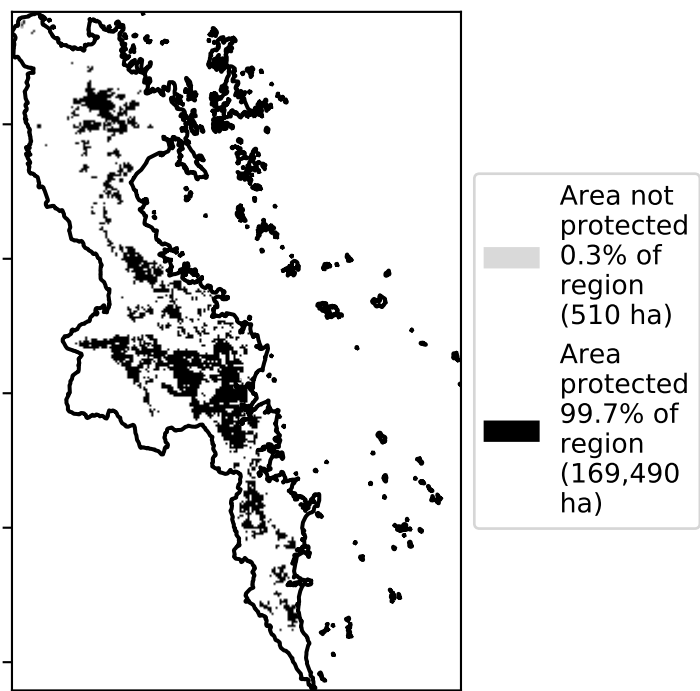 Area not
protected
0.3% of
region
(510 ha)
Area
protected
99.7% of
region
(169,490
ha)